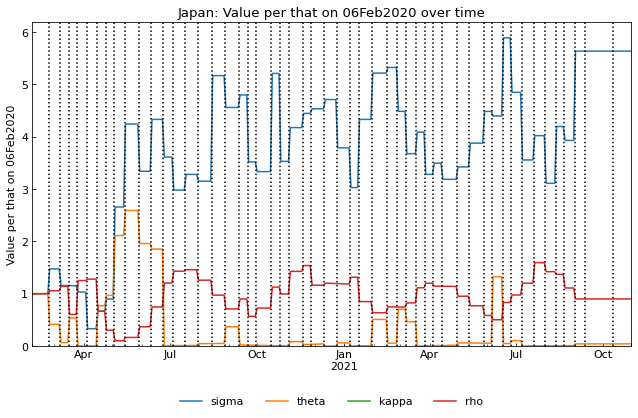 Japan: Value per that on 06Feb2020 over time
Value per that on 06Feb2020
6
5
4
3
2
1
0
Apr Jul Oct Jan Apr Jul Oct
2021
sigma theta kappa rho